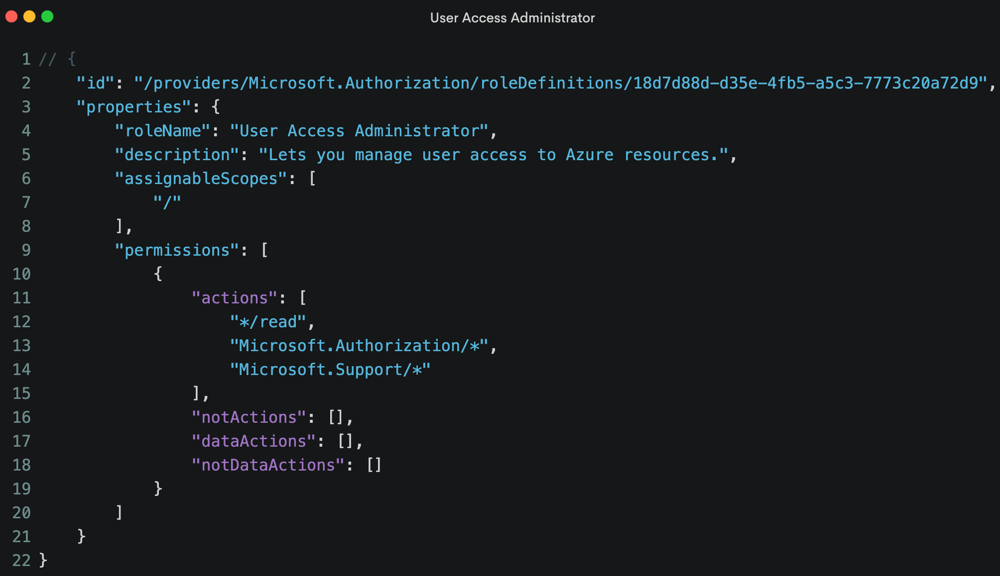 User Access Administrator
1 // {
2     "id": "/providers/Microsoft.Authorization/roleDefinitions/18d7d88d-d35e-4fb5-a5c3-7773c20a72d9",
3     "properties": {
4         "roleName": "User Access Administrator",
5         "description": "Lets you manage user access to Azure resources.",
6         "assignableScopes": [
7             "/"
8         ],
9         "permissions": [
10             {
11                 "actions": [
12                     "*/read",
13                     "Microsoft.Authorization/*",
14                     "Microsoft.Support/*"
15                 ],
16                 "notActions": [],
17                 "dataActions": [],
18                 "notDataActions": []
19             }
20         ]
21     }
22 }